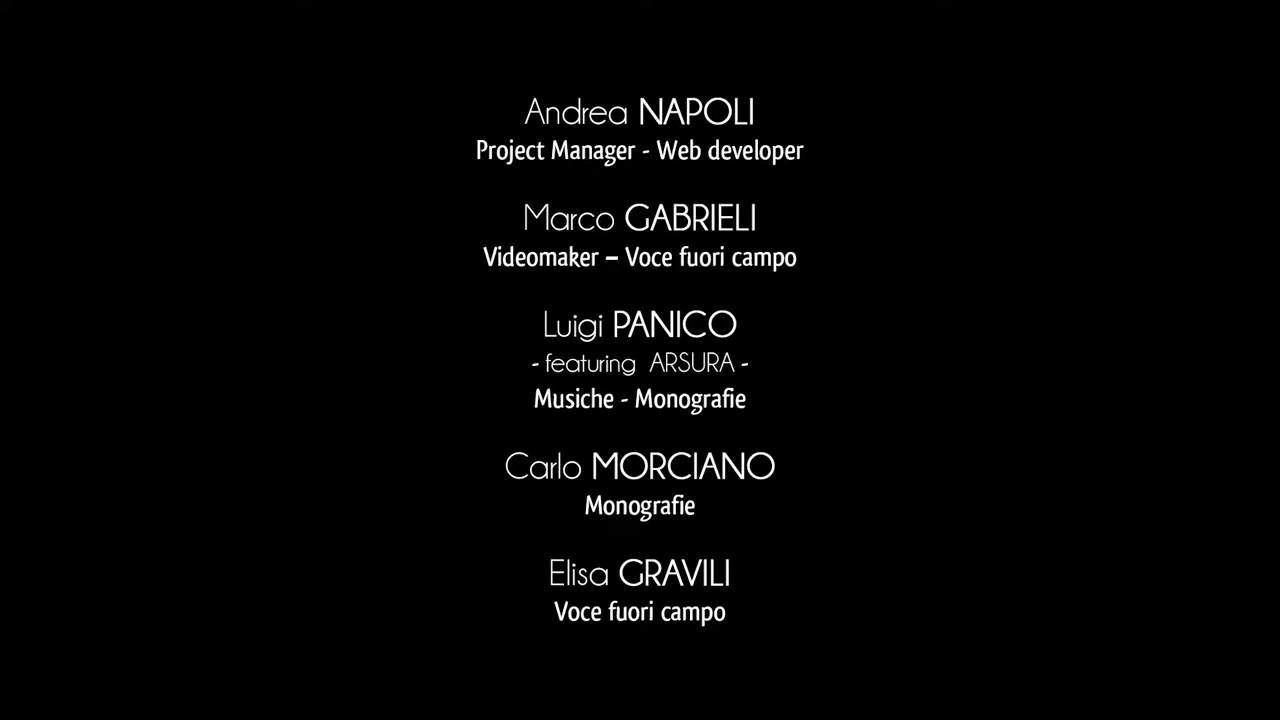 Andrea NAPOLI
Project Manager - Web developer
Marco GABRIELI
Videomaker – Voce fuori campo
Luigi PANICO
- featuring ARSURA -
Musiche - Monografie
Carlo MORCIANO
Monografie
Elisa GRAVILI
Voce fuori campo